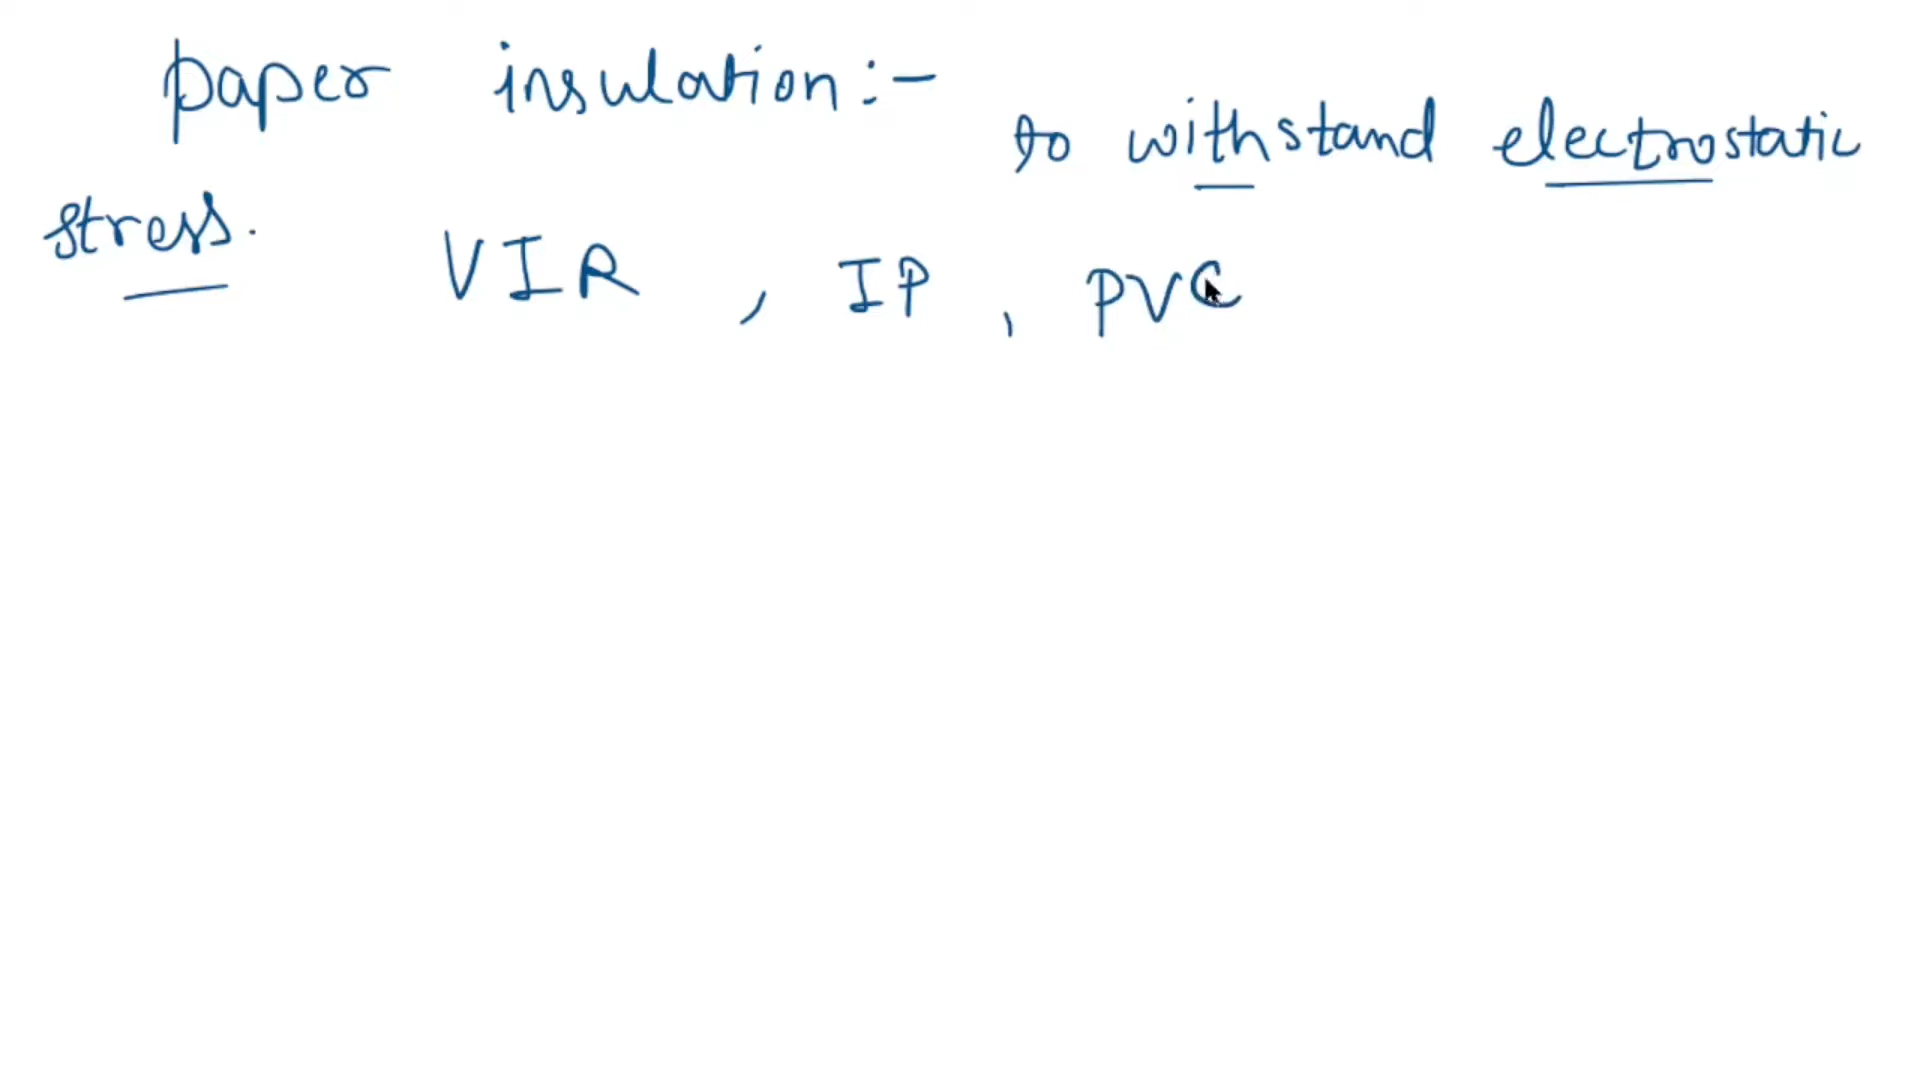 paper insulation:-
to withstand electrostatic
stress.
VIR , IP , PVC